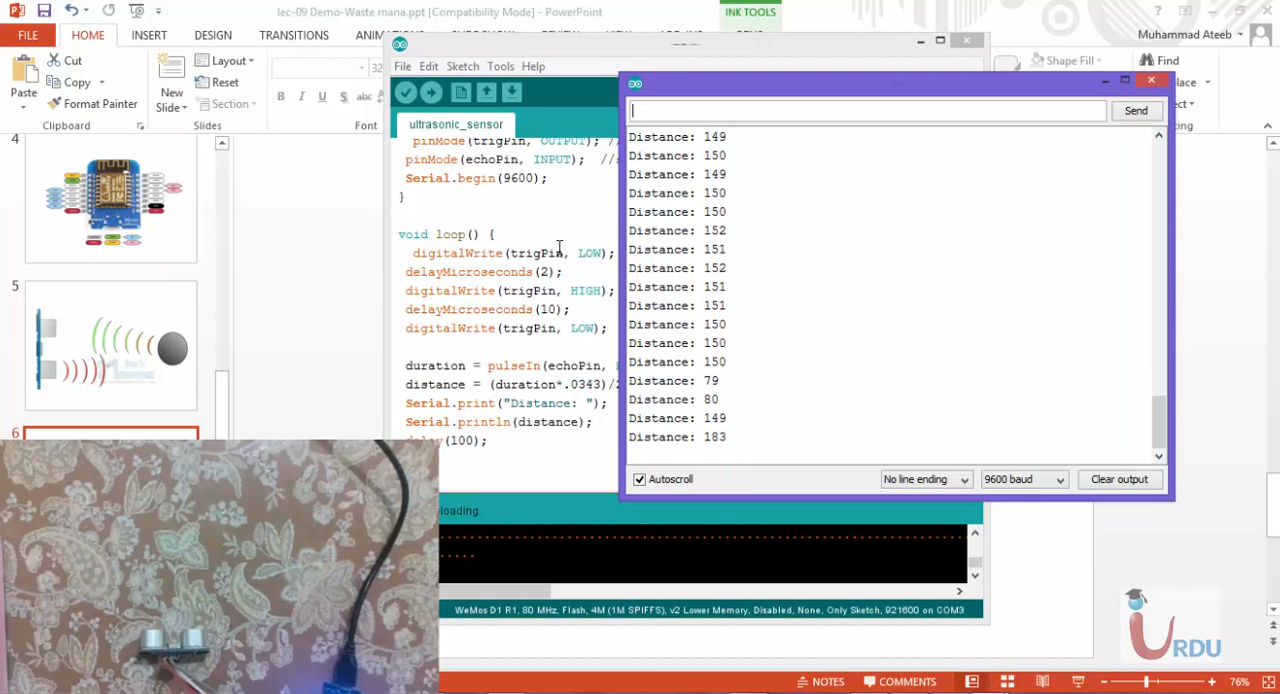 lec-09 Demo-Waste mana.ppt [Compatibility Mode] - PowerPoint
INK TOOLS
FILE HOME INSERT DESIGN TRANSITIONS
Muhammad Ateeb
Cut
Copy
Format Painter
Paste
Clipboard
New
Slide
Layout
Reset
Section
Slides
32
B I U S abc
Font
Shape Fill
Find
File Edit Sketch Tools Help
ultrasonic_sensor
pinMode(trigPin, OUTPUT); //
pinMode(echoPin, INPUT); //
Serial.begin(9600);
}
void loop() {
digitalWrite(trigPin, LOW);
delayMicroseconds(2);
digitalWrite(trigPin, HIGH);
delayMicroseconds(10);
digitalWrite(trigPin, LOW);
duration = pulseIn(echoPin,
distance = (duration*.0343)/2
Serial.print("Distance: ");
Serial.println(distance);
delay(100);
Send
Distance: 149
Distance: 150
Distance: 149
Distance: 150
Distance: 150
Distance: 152
Distance: 151
Distance: 152
Distance: 151
Distance: 151
Distance: 150
Distance: 150
Distance: 150
Distance: 79
Distance: 80
Distance: 149
Distance: 183
Autoscroll
No line ending
9600 baud
Clear output
loading.
WeMos D1 R1, 80 MHz, Flash, 4M (1M SPIFFS), v2 Lower Memory, Disabled, None, Only Sketch, 921600 on COM3
4
5
6
URDU
NOTES COMMENTS 76%